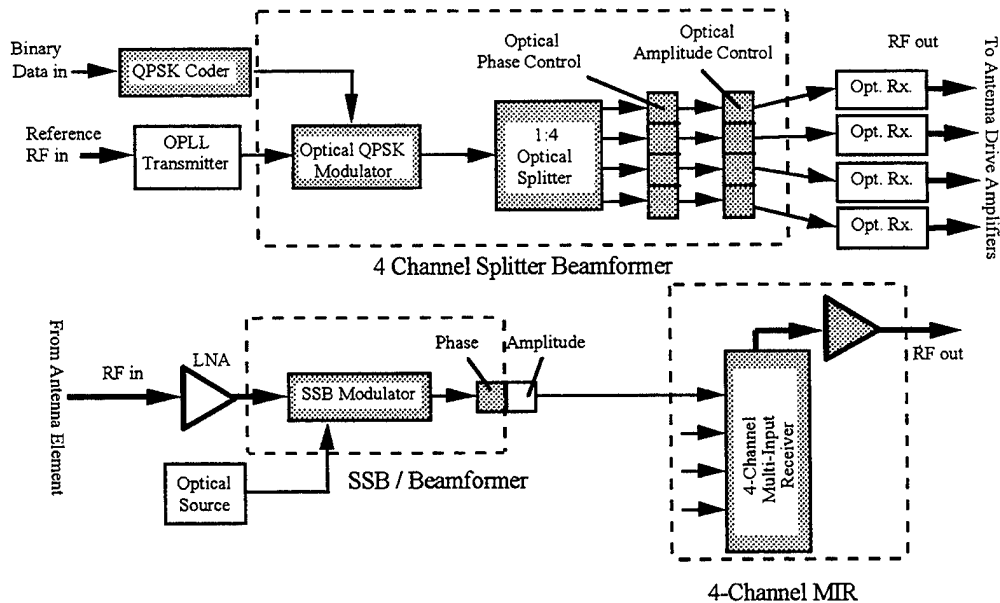 Binary
Data in
QPSK Coder
Reference
RF in
OPLL
Transmitter
Optical QPSK
Modulator
1:4
Optical
Splitter
Optical
Phase Control
Optical
Amplitude Control
RF out
Opt. Rx.
Opt. Rx.
Opt. Rx.
Opt. Rx.
To Antenna Drive Amplifiers
4 Channel Splitter Beamformer
From Antenna Element
RF in
LNA
SSB Modulator
Optical
Source
Phase
Amplitude
SSB / Beamformer
4-Channel
Multi-Input
Receiver
RF out
4-Channel MIR